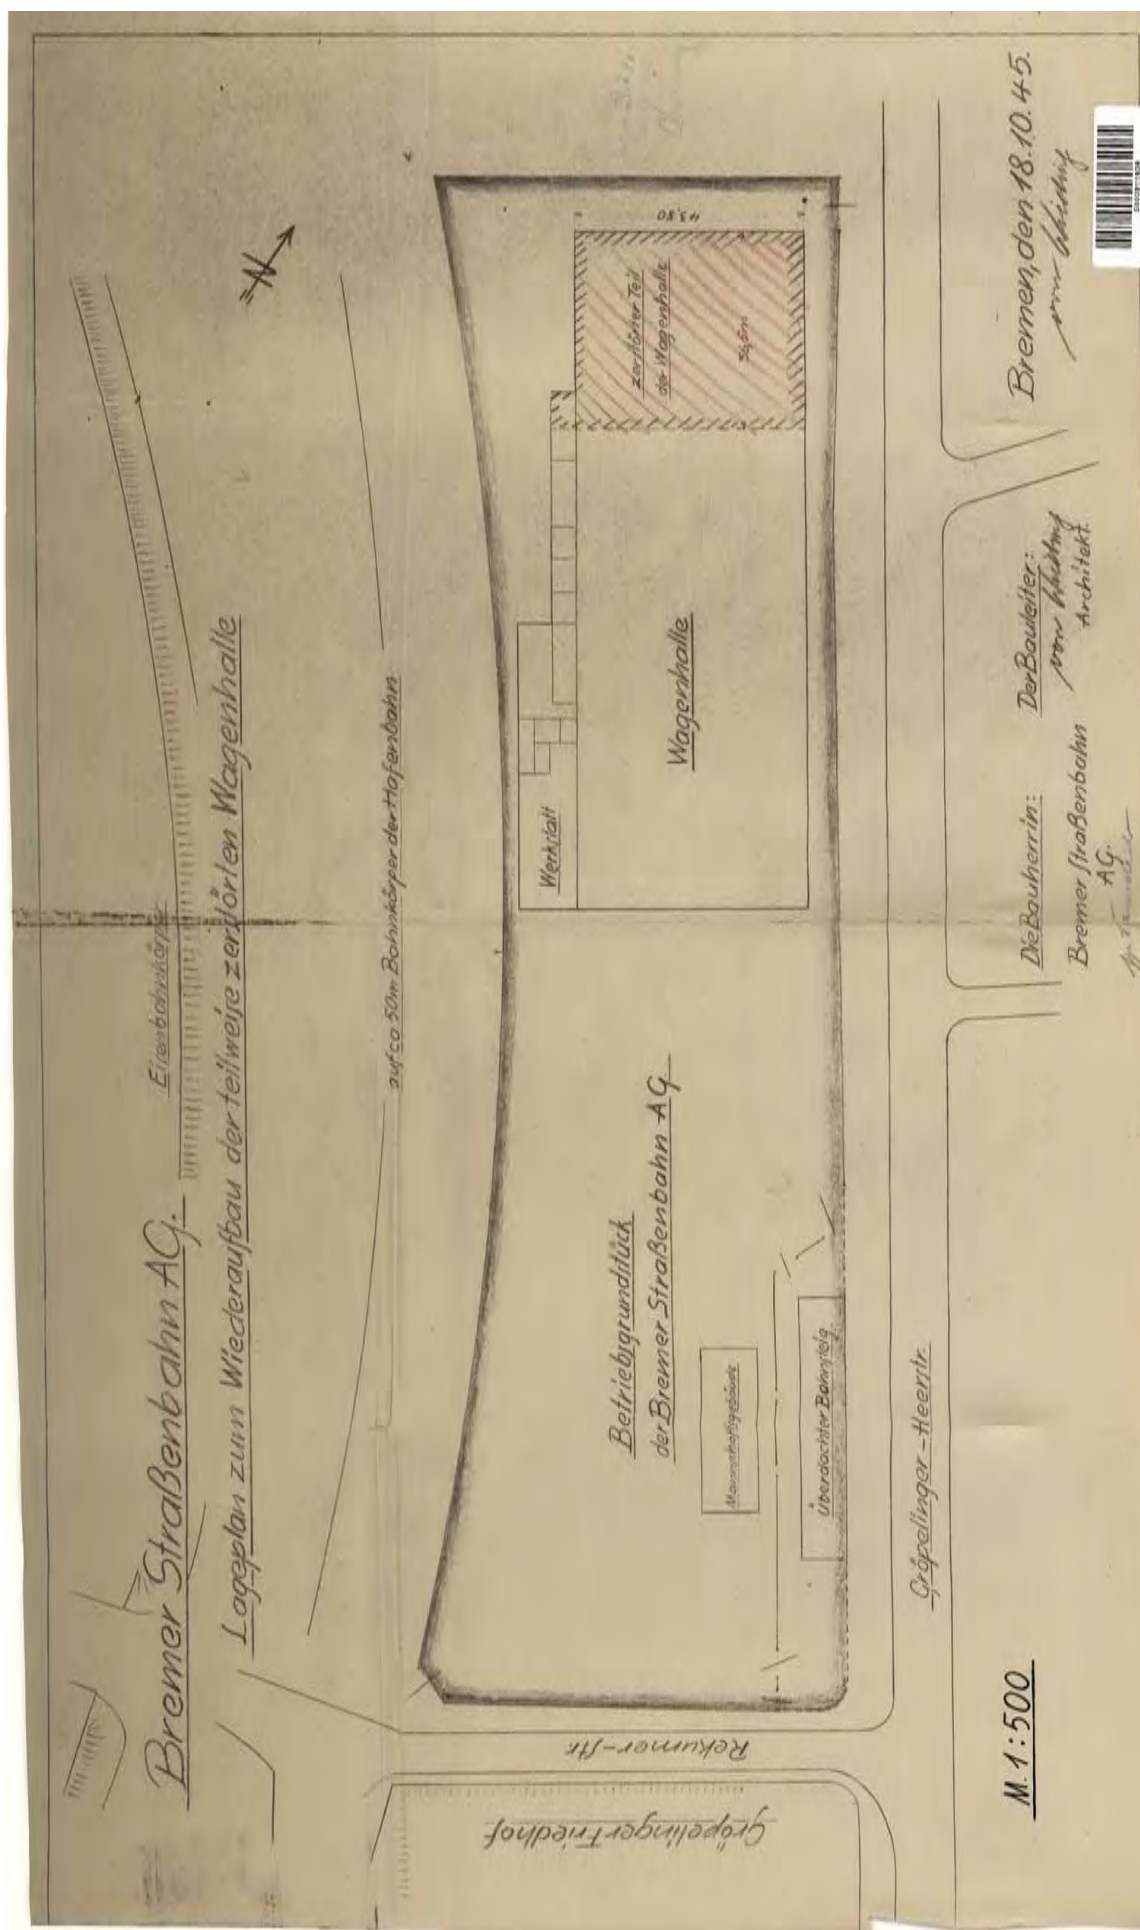 Bremer Straßenbahn AG.
Lageplan zum Wiederaufbau der teilweise zerstörten Wagenhalle
Eisenbahnkörper
N
auf ca 50m Bahnkörper der Hafenbahn
43,80
zerstörter Teil
der Wagenhalle
36,6m
Werkstatt
Wagenhalle
Betriebsgrundstück
der Bremer Straßenbahn AG
Mannschaftsgebäude
Überdachter Bahnsteig
Rekumer-Str.
Gröpelinger Friedhof
Gröpelinger-Heerstr.
M. 1:500
Die Bauherrin:
Bremer Straßenbahn
AG.
Der Bauleiter:
Architekt.
Bremen, den 18.10.45.